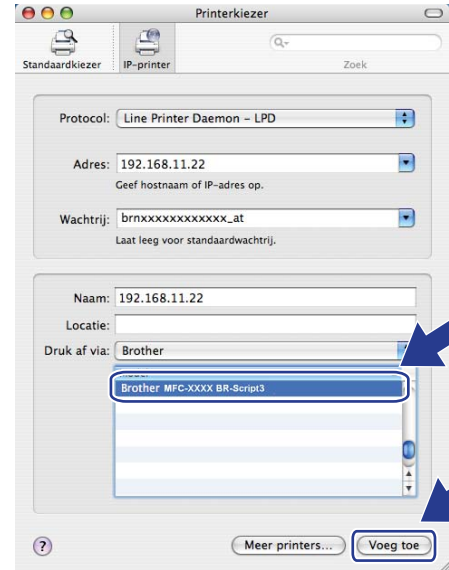 Printerkiezer
Standaardkiezer IP-printer Zoek
Protocol: Line Printer Daemon – LPD
Adres: 192.168.11.22
Geef hostnaam of IP-adres op.
Wachtrij: brnxxxxxxxxxxxx_at
Laat leeg voor standaardwachtrij.
Naam: 192.168.11.22
Locatie:
Druk af via: Brother
Brother MFC-XXXX BR-Script3
? Meer printers... Voeg toe